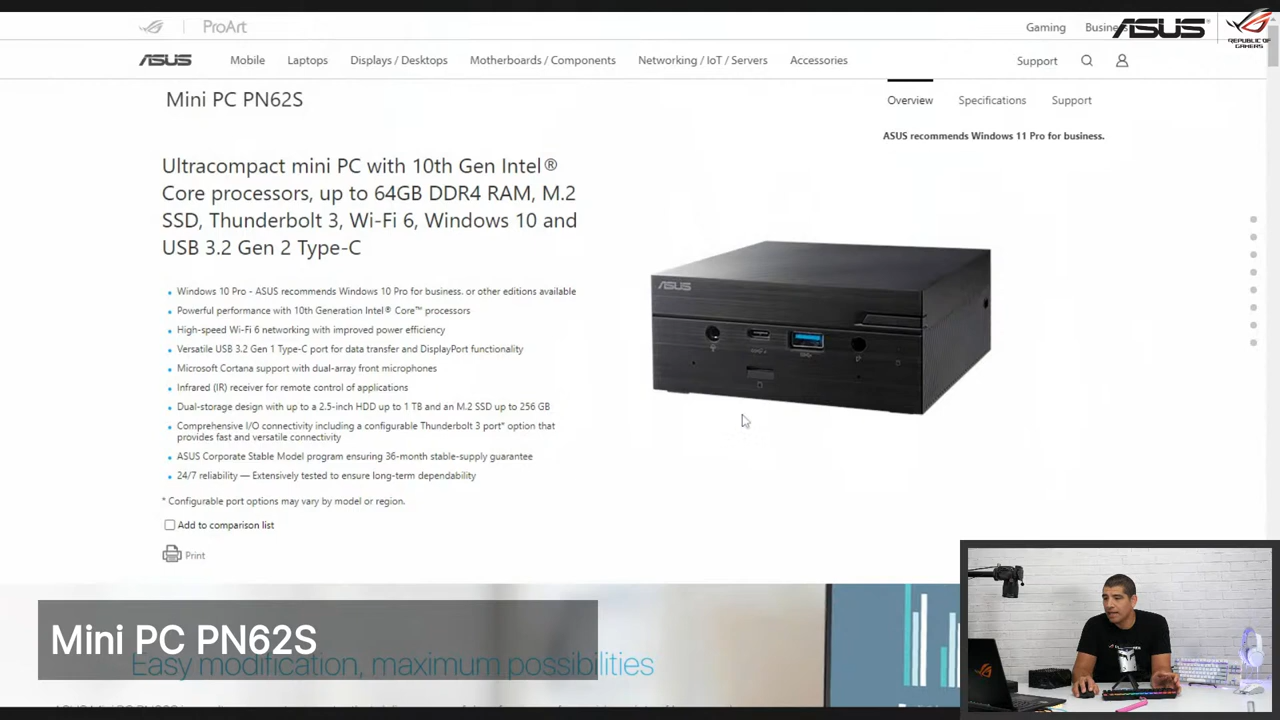 ProArt
Gaming
Business
ASUS
REPUBLIC OF
GAMERS
ASUS
Mobile
Laptops
Displays / Desktops
Motherboards / Components
Networking / IoT / Servers
Accessories
Support
Mini PC PN62S
Overview
Specifications
Support
ASUS recommends Windows 11 Pro for business.
Ultracompact mini PC with 10th Gen Intel®
Core processors, up to 64GB DDR4 RAM, M.2
SSD, Thunderbolt 3, Wi-Fi 6, Windows 10 and
USB 3.2 Gen 2 Type-C
Windows 10 Pro - ASUS recommends Windows 10 Pro for business. or other editions available
Powerful performance with 10th Generation Intel® Core™ processors
High-speed Wi-Fi 6 networking with improved power efficiency
Versatile USB 3.2 Gen 1 Type-C port for data transfer and DisplayPort functionality
Microsoft Cortana support with dual-array front microphones
Infrared (IR) receiver for remote control of applications
Dual-storage design with up to a 2.5-inch HDD up to 1 TB and an M.2 SSD up to 256 GB
Comprehensive I/O connectivity including a configurable Thunderbolt 3 port* option that
provides fast and versatile connectivity
ASUS Corporate Stable Model program ensuring 36-month stable-supply guarantee
24/7 reliability — Extensively tested to ensure long-term dependability
* Configurable port options may vary by model or region.
Add to comparison list
Print
ASUS
Mini PC PN62S
Easy modification, maximum possibilities